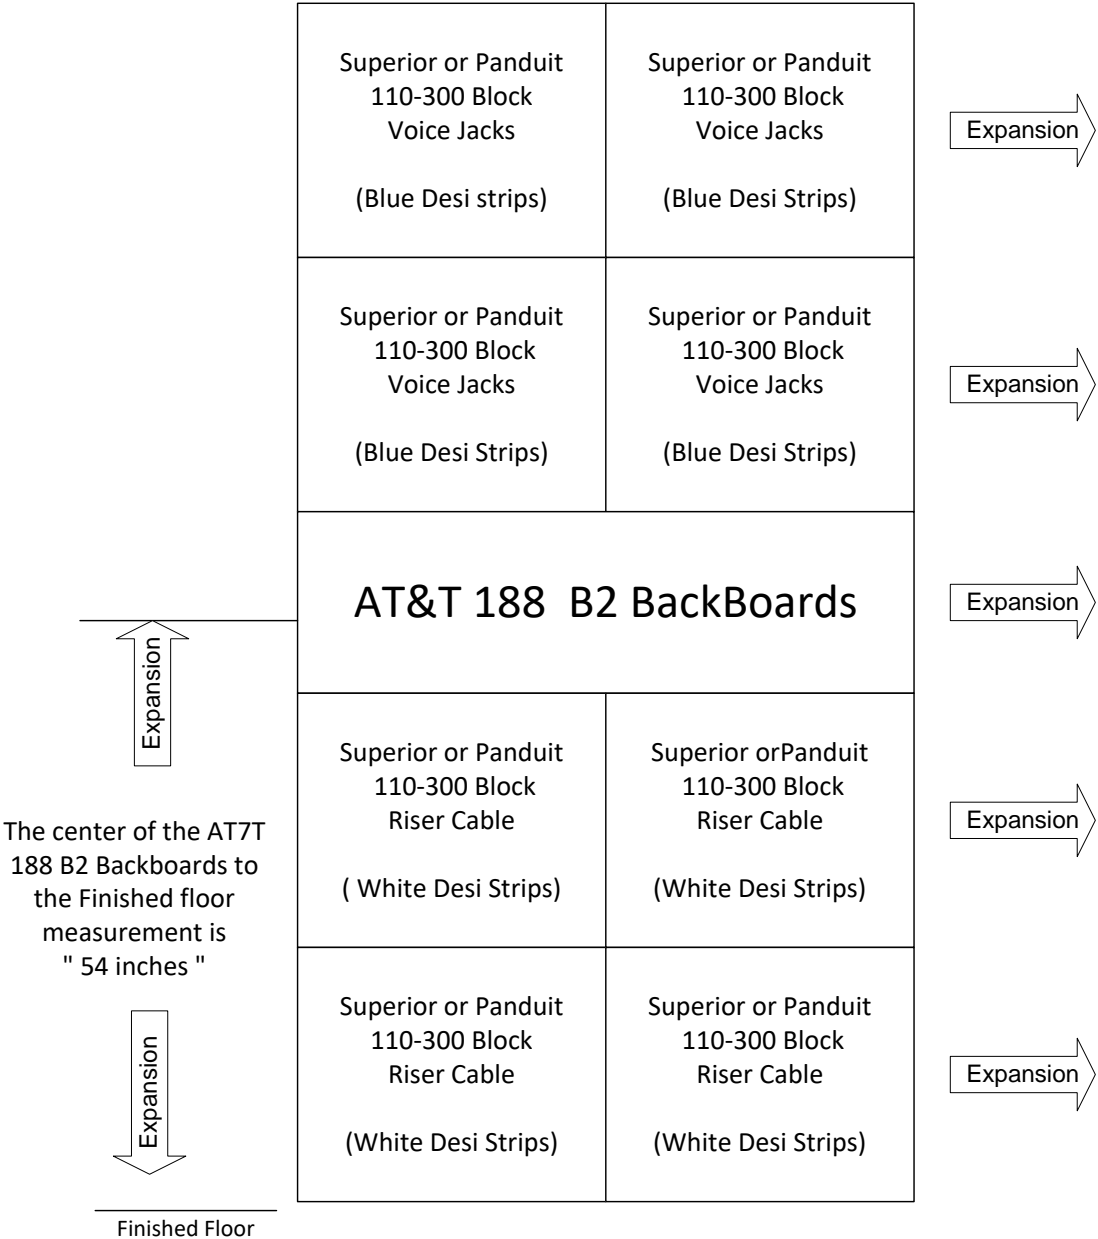 Superior or Panduit
110-300 Block
Voice Jacks
(Blue Desi strips)
Superior or Panduit
110-300 Block
Voice Jacks
(Blue Desi Strips)
Expansion
Superior or Panduit
110-300 Block
Voice Jacks
(Blue Desi Strips)
Superior or Panduit
110-300 Block
Voice Jacks
(Blue Desi Strips)
Expansion
AT&T 188  B2 BackBoards
Expansion
Expansion
Superior or Panduit
110-300 Block
Riser Cable
( White Desi Strips)
Superior orPanduit
110-300 Block
Riser Cable
(White Desi Strips)
Expansion
The center of the AT7T
188 B2 Backboards to
the Finished floor
measurement is
" 54 inches "
Expansion
Superior or Panduit
110-300 Block
Riser Cable
(White Desi Strips)
Superior or Panduit
110-300 Block
Riser Cable
(White Desi Strips)
Expansion
Finished Floor